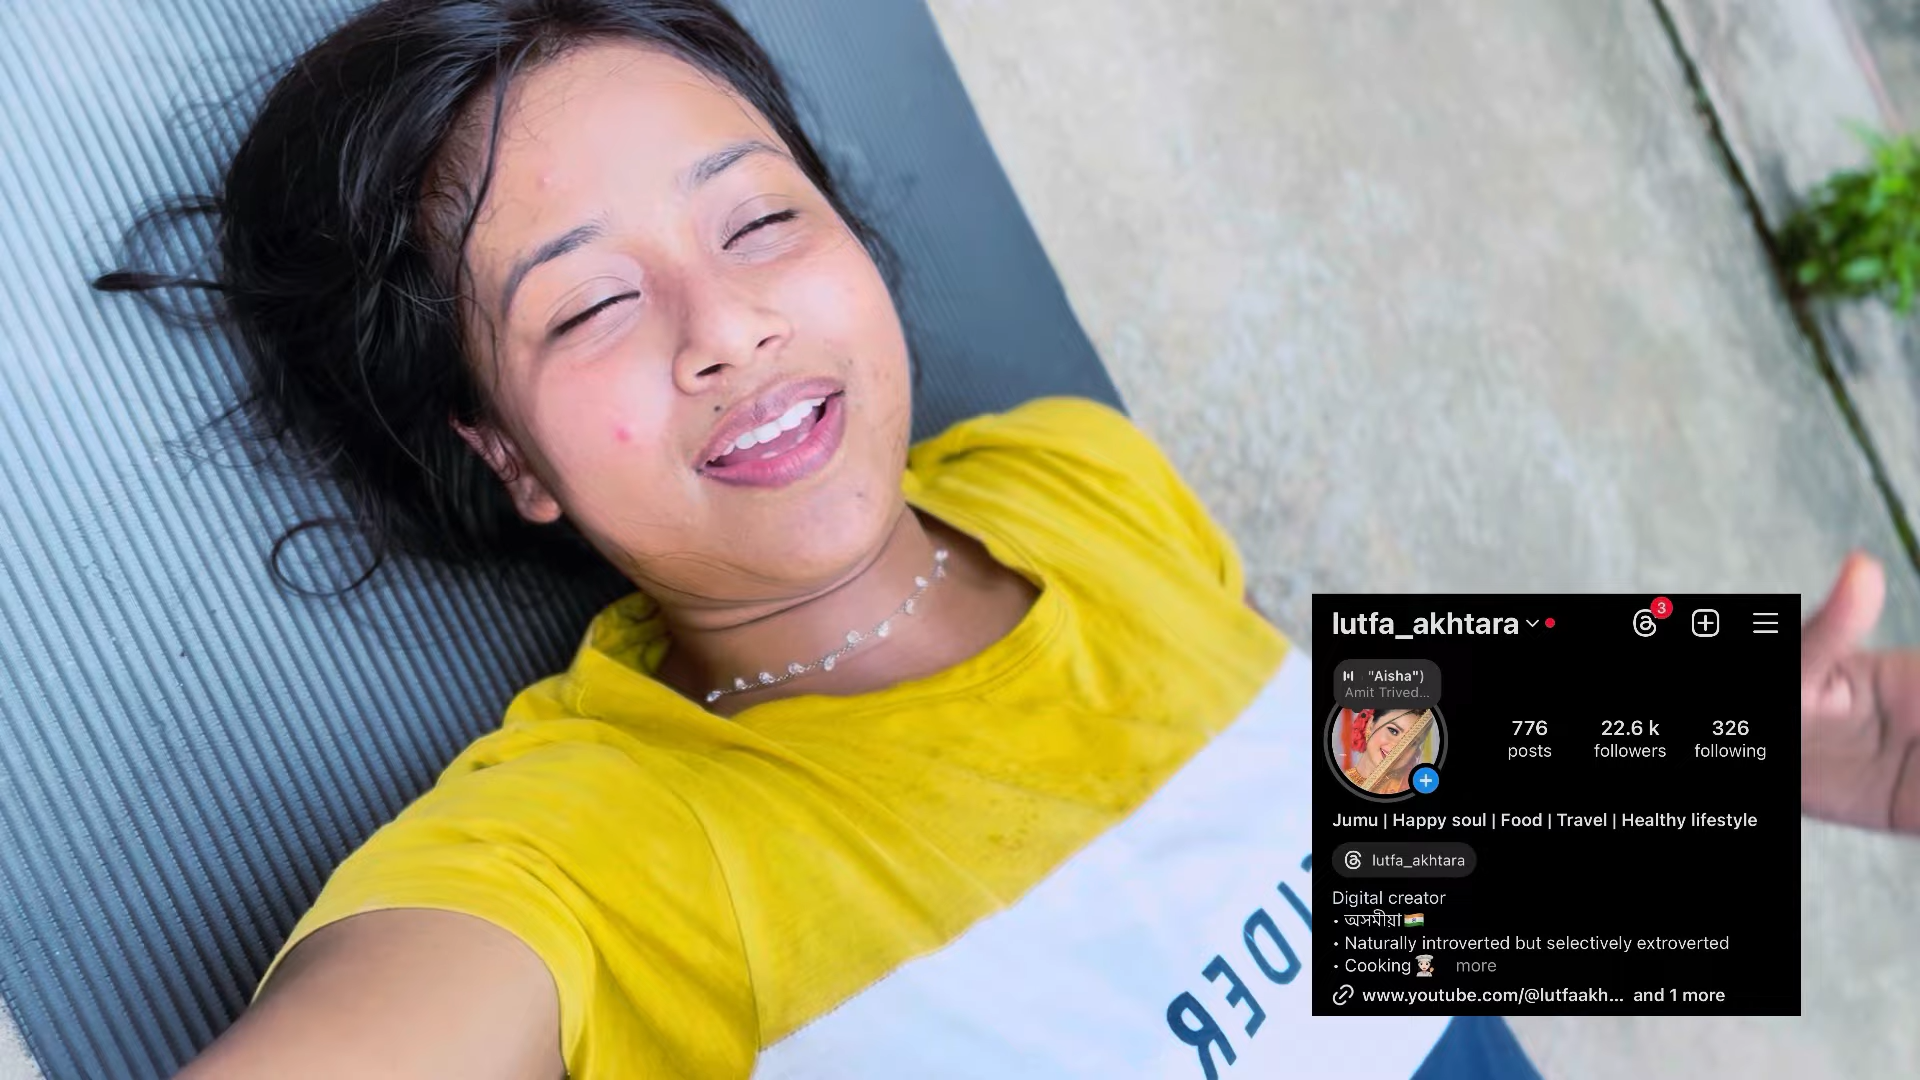 lutfa_akhtara
3
"Aisha")
Amit Trived...
776 posts
22.6 k followers
326 following
Jumu | Happy soul | Food | Travel | Healthy lifestyle
lutfa_akhtara
Digital creator
• অসমীয়া🇮🇳
• Naturally introverted but selectively extroverted
• Cooking👩🏻‍🍳 more
www.youtube.com/@lutfaakh... and 1 more
IDER